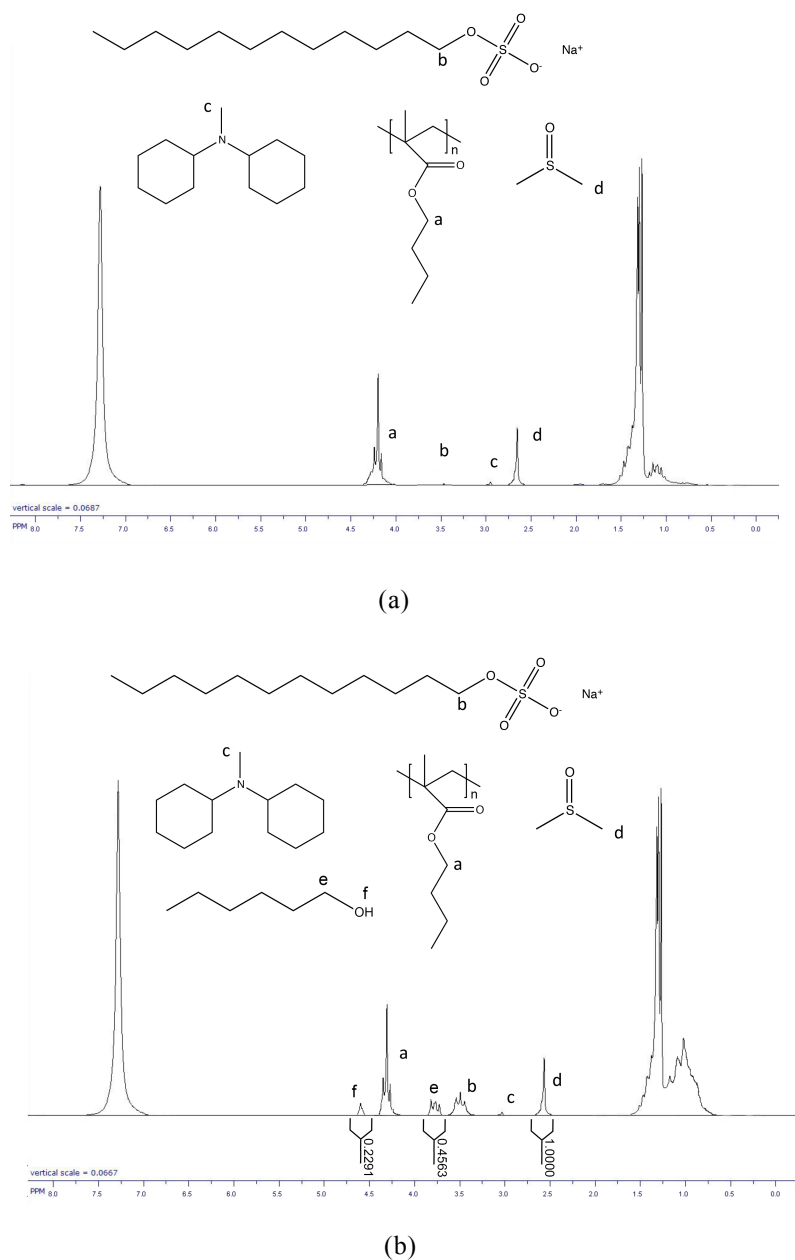 O
O
S
b
O
O⁻
Na⁺
c
N
n
O
O
a
O
S
d
a
b
c
d
vertical scale = 0.0687
PPM 8.0 7.5 7.0 6.5 6.0 5.5 5.0 4.5 4.0 3.5 3.0 2.5 2.0 1.5 1.0 0.5 0.0
(a)
O
O
S
b
O
O⁻
Na⁺
c
N
n
O
O
a
O
S
d
e
f
OH
a
f
e
b
c
d
0.2291
0.4563
1.0000
vertical scale = 0.0667
PPM 8.0 7.5 7.0 6.5 6.0 5.5 5.0 4.5 4.0 3.5 3.0 2.5 2.0 1.5 1.0 0.5 0.0
(b)